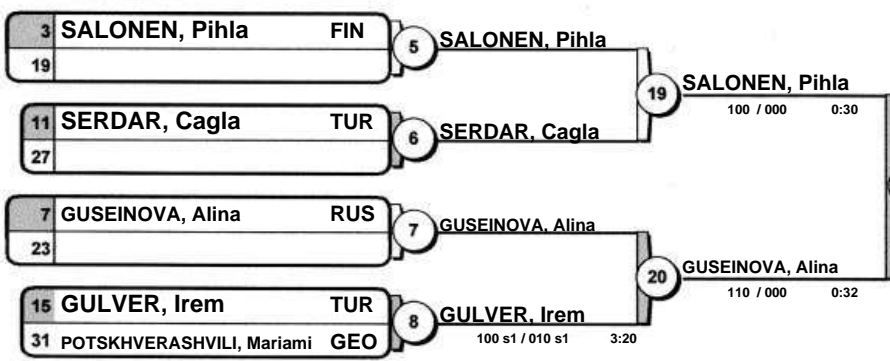 3 SALONEN, Pihla FIN
19
5 SALONEN, Pihla
11 SERDAR, Cagla TUR
27
6 SERDAR, Cagla
19 SALONEN, Pihla
100 / 000 0:30
7 GUSEINOVA, Alina RUS
23
7 GUSEINOVA, Alina
15 GULVER, Irem TUR
31 POTSKHVERASHVILI, Mariami GEO
8 GULVER, Irem
100 s1 / 010 s1 3:20
20 GUSEINOVA, Alina
110 / 000 0:32